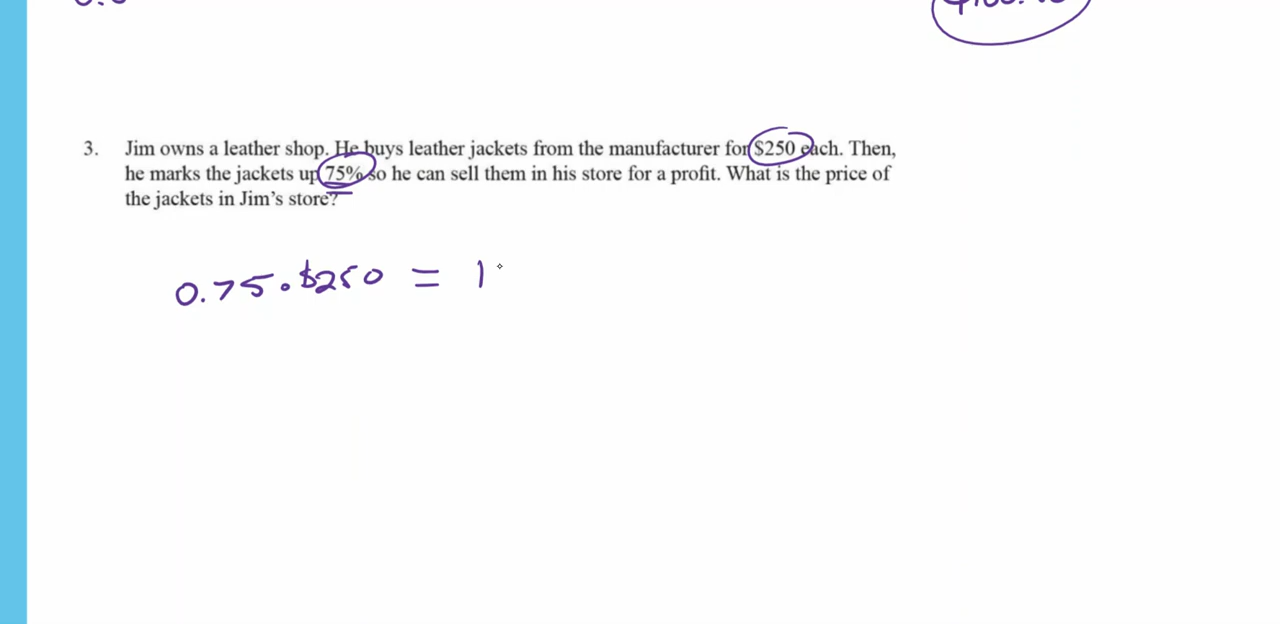 3. Jim owns a leather shop. He buys leather jackets from the manufacturer for $250 each. Then,
he marks the jackets up 75% so he can sell them in his store for a profit. What is the price of
the jackets in Jim's store?
0.75 · $250 = 1